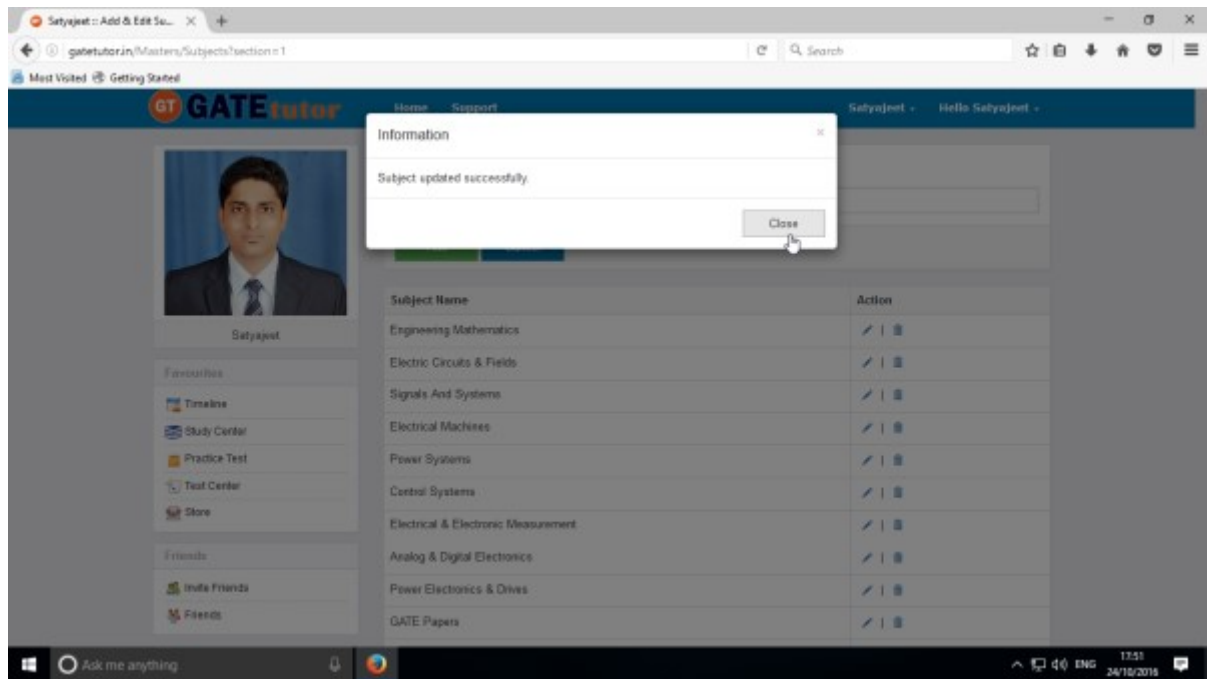 Satyajeet :: Add & Edit Su...
gatetutor.in/Masters/Subjects?section=1
Search
Most Visited Getting Started
GT GATEtutor Home Support Satyajeet Hello Satyajeet
Information
Subject updated successfully.
Close
Subject Name Action
Engineering Mathematics
Satyajeet
Electric Circuits & Fields
Favourites
Signals And Systems
Timeline
Study Center
Electrical Machines
Practice Test
Power Systems
Test Center
Control Systems
Store
Electrical & Electronic Measurement
Friends
Analog & Digital Electronics
Invite Friends
Power Electronics & Drives
Friends
GATE Papers
Ask me anything
ENG
17:51
24/10/2016